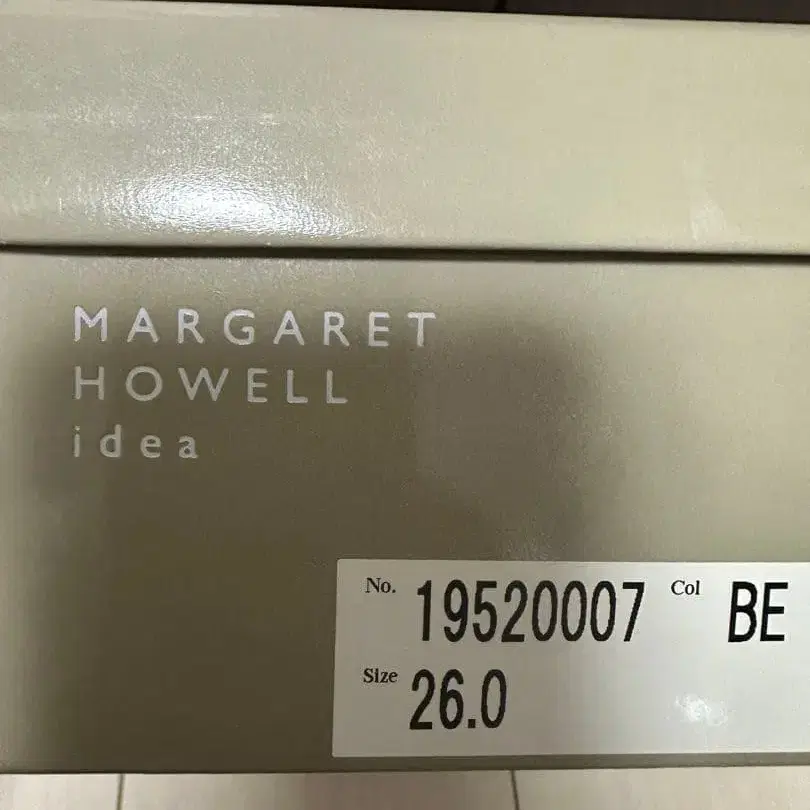 MARGARET
HOWELL
idea
No. 19520007 Col BE
Size 26.0